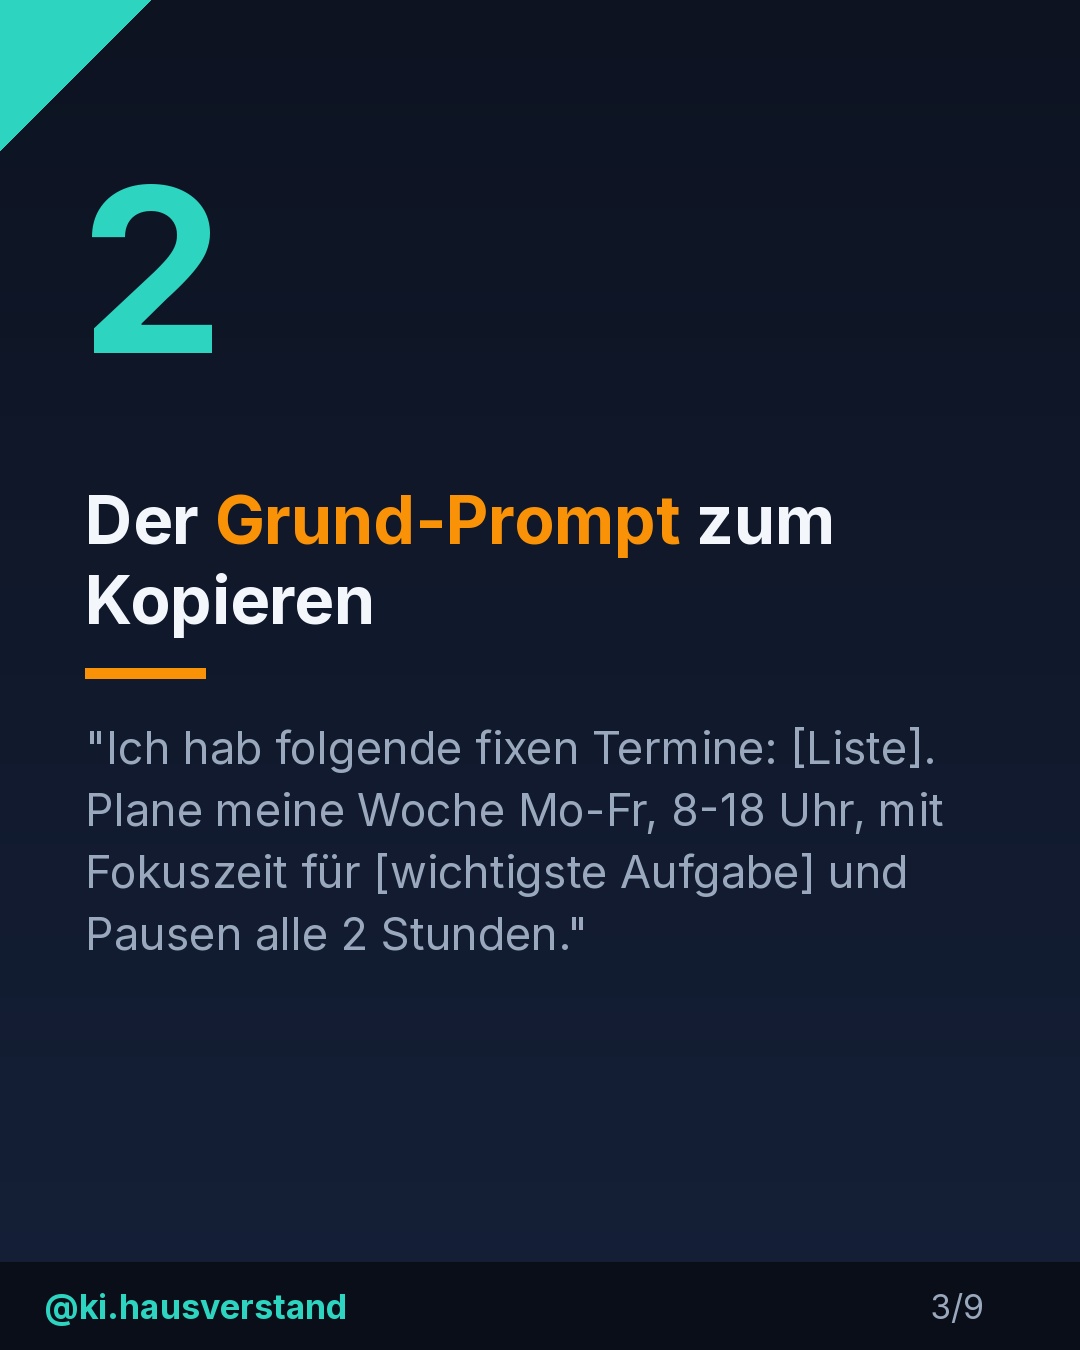 2
Der Grund-Prompt zum
Kopieren
"Ich hab folgende fixen Termine: [Liste].
Plane meine Woche Mo-Fr, 8-18 Uhr, mit
Fokuszeit für [wichtigste Aufgabe] und
Pausen alle 2 Stunden."
@ki.hausverstand
3/9